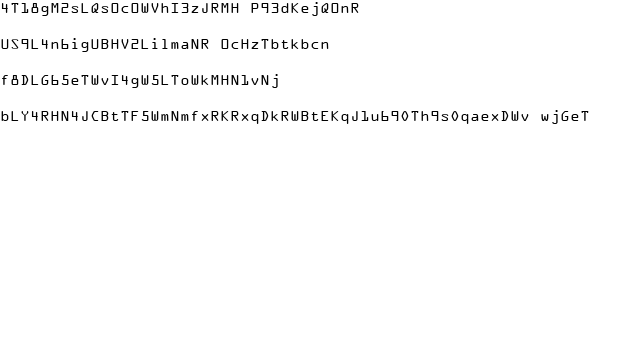 4T18gM2sLQsOcOWVhI3zJRMH P93dKejQOnR
US9L4n6igUBHV2LilmaNR OcHzTbtkbcn
f8DLG65eTWvI4gW5LToWkMHN1vNj
bLY4RHN4JCBtTF5WmNmfxRKRxqDkRWBtEKqJ1u690Th9s0qaexDWv wjGeT